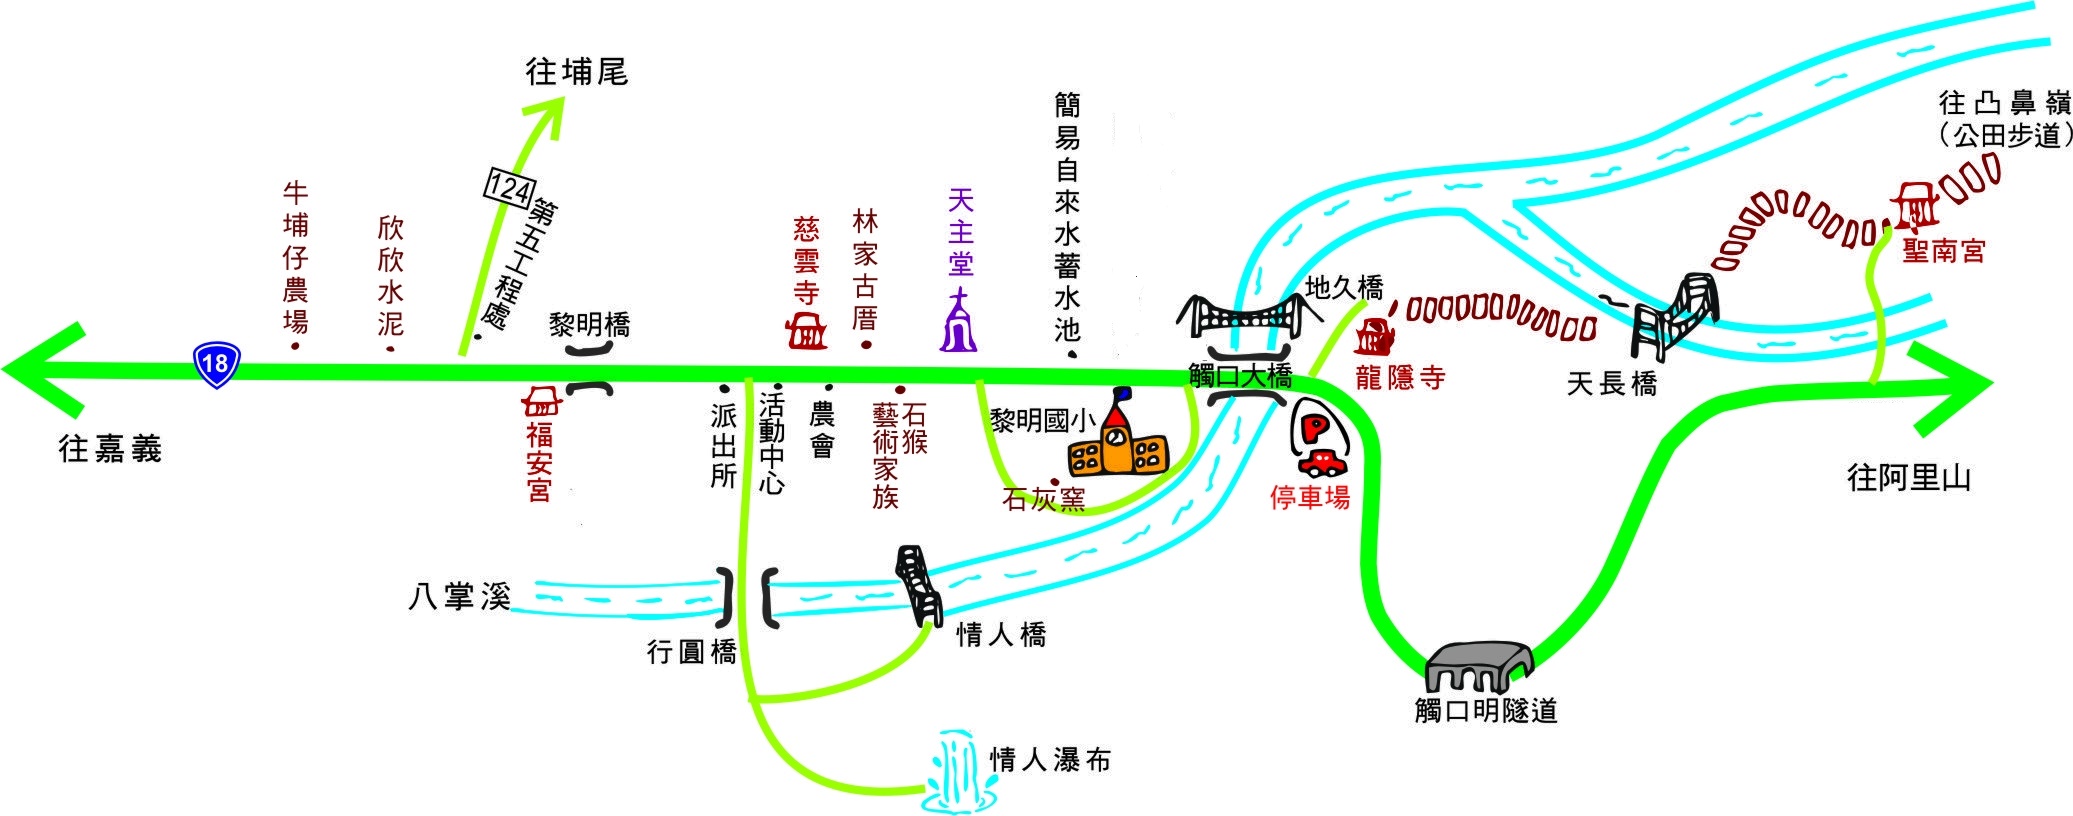 往埔尾
124
第五工程處
牛埔仔農場
欣欣水泥
黎明橋
慈雲寺
林家古厝
天主堂
簡易自來水蓄水池
地久橋
往凸鼻嶺
（公田步道）
聖南宮
18
觸口大橋
龍隱寺
天長橋
往嘉義
福安宮
派出所
活動中心
農會
石猴
藝術家族
黎明國小
石灰窯
P
停車場
往阿里山
八掌溪
行圓橋
情人橋
觸口明隧道
情人瀑布